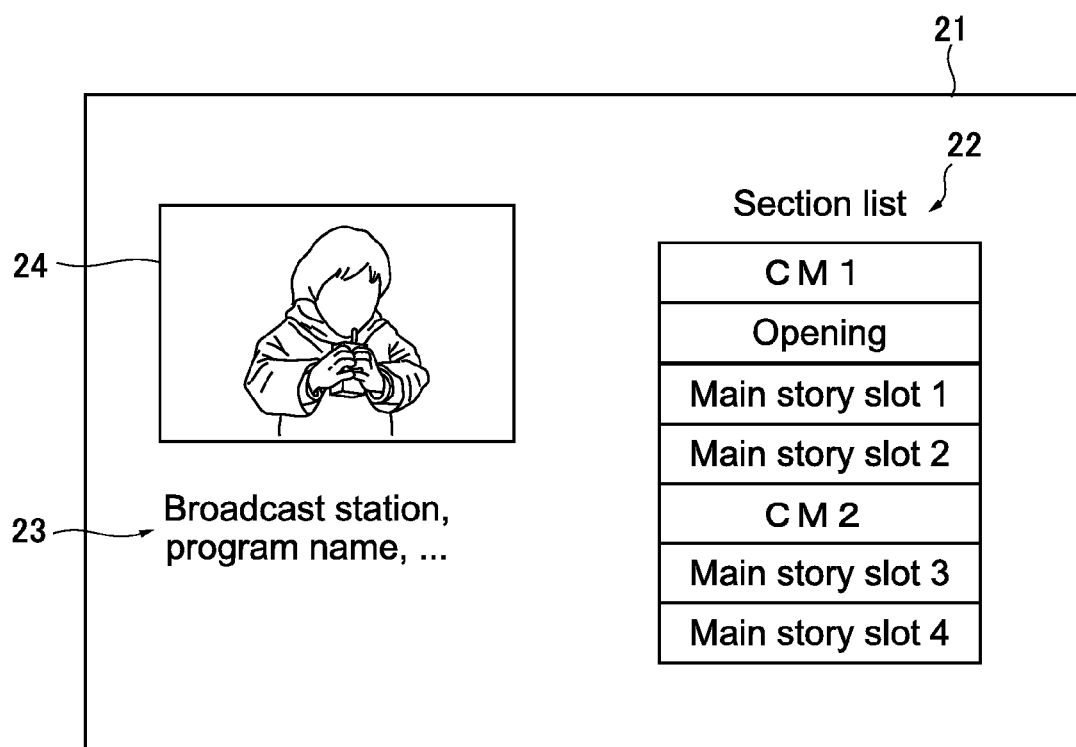 21
22
Section list
24
CM 1
Opening
Main story slot 1
Main story slot 2
CM 2
Main story slot 3
Main story slot 4
23
Broadcast station,
program name, ...